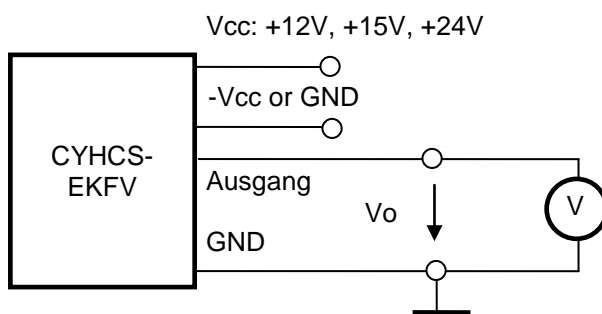 Vcc: +12V, +15V, +24V
-Vcc or GND
CYHCS-
EKFV
Ausgang
Vo
V
GND